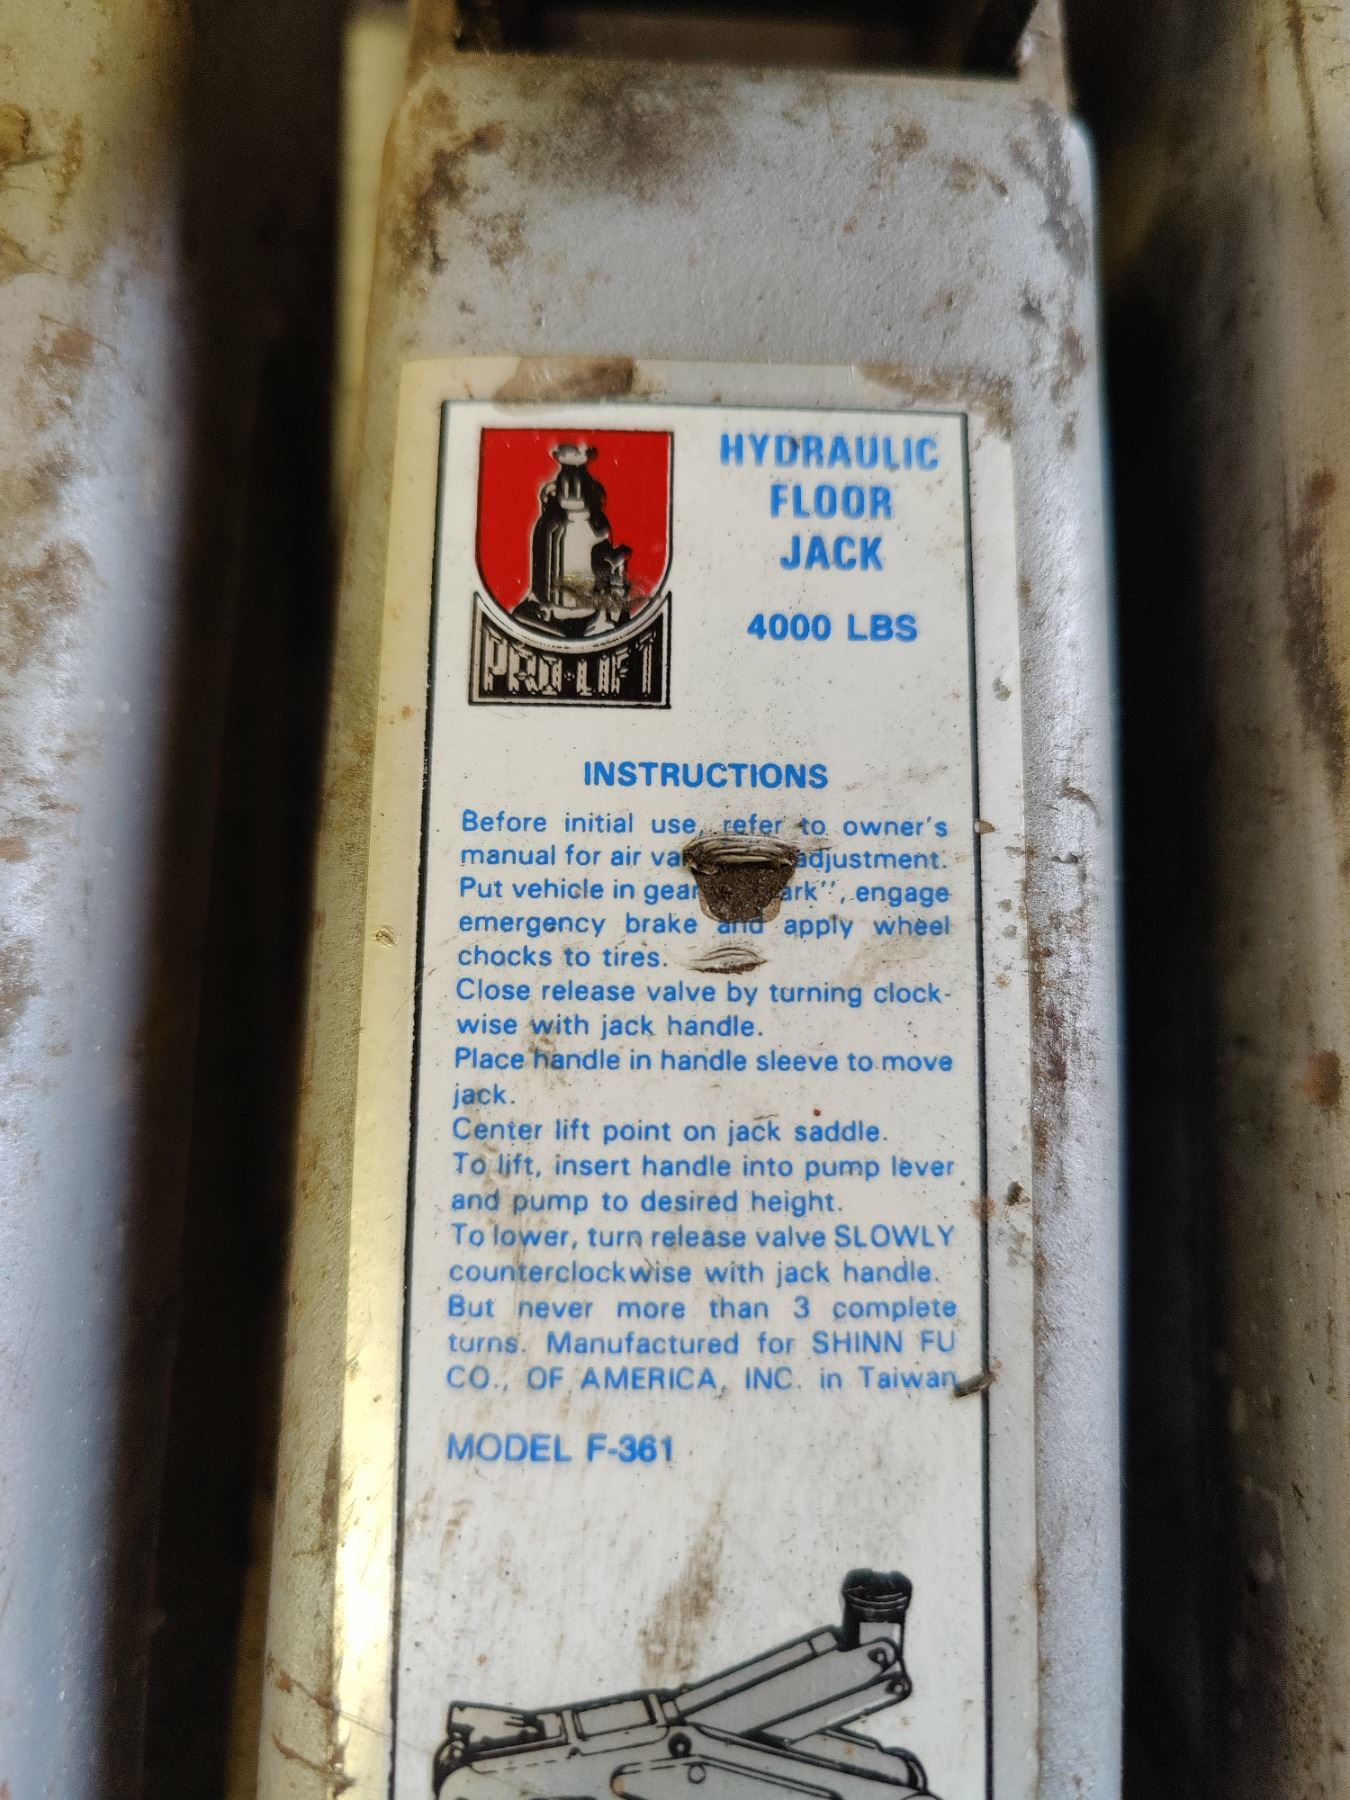 HYDRAULIC
FLOOR
JACK
4000 LBS
PRO-LIFT
INSTRUCTIONS
Before initial use, refer to owner's
manual for air adjustment.
Put vehicle in gear , engage
emergency brake and apply wheel
chocks to tires.
Close release valve by turning clock-
wise with jack handle.
Place handle in handle sleeve to move
jack.
Center lift point on jack saddle.
To lift, insert handle into pump lever
and pump to desired height.
To lower, turn release valve SLOWLY
counterclockwise with jack handle.
But never more than 3 complete
turns. Manufactured for SHINN FU
CO., OF AMERICA, INC. in Taiwan
MODEL F-361